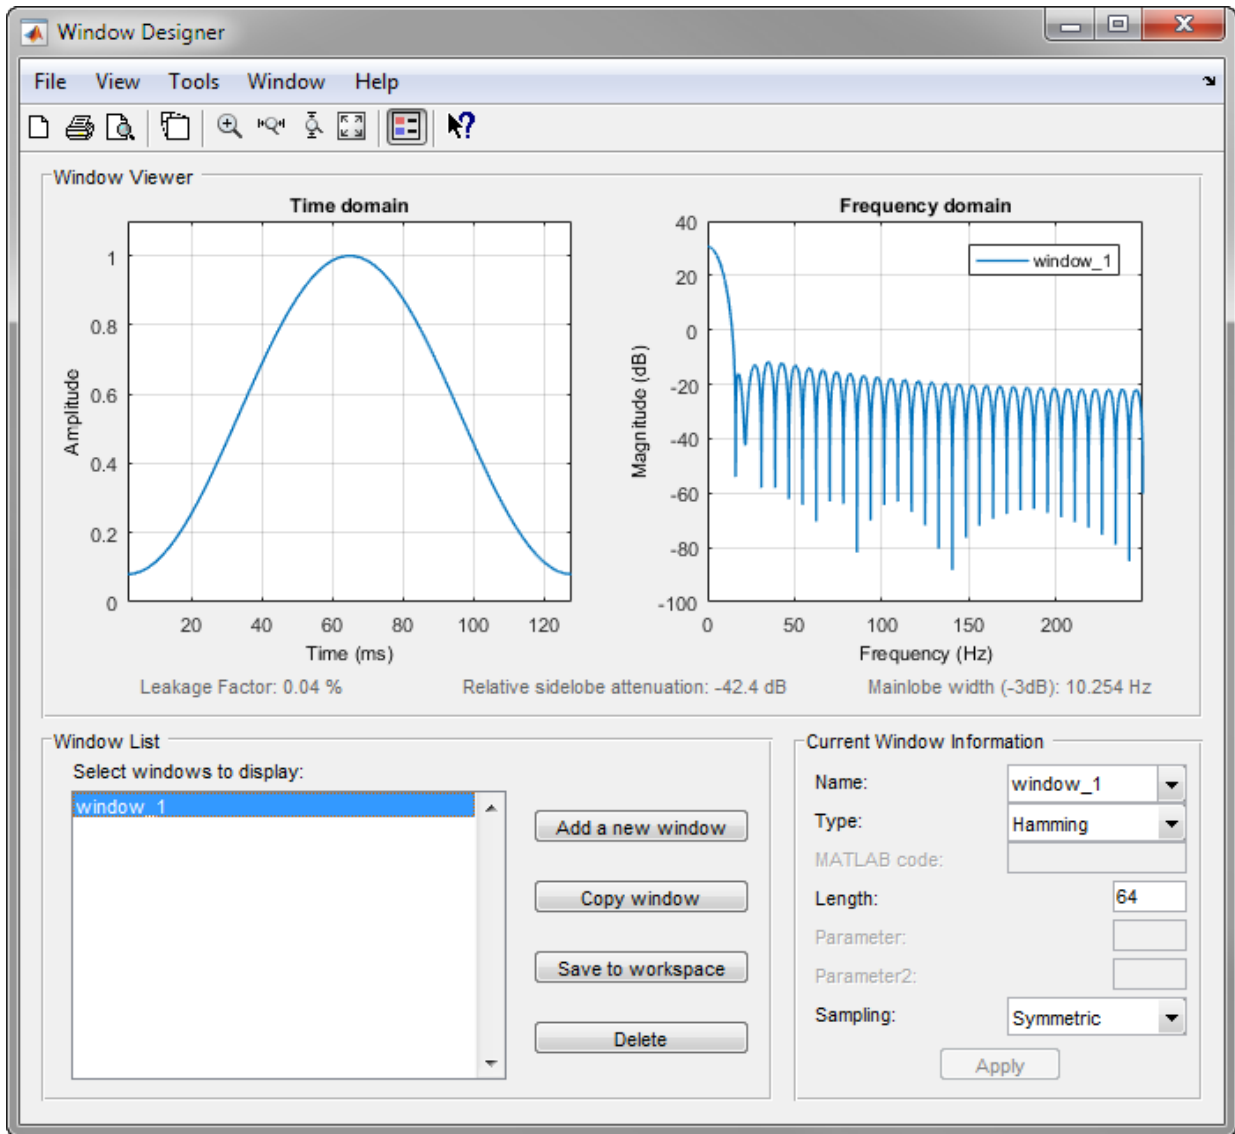 Window Designer
File View Tools Window Help
Window Viewer
Time domain
1
0.8
0.6
0.4
0.2
0
Amplitude
20 40 60 80 100 120
Time (ms)
Frequency domain
window_1
40
20
0
-20
-40
-60
-80
-100
Magnitude (dB)
0 50 100 150 200
Frequency (Hz)
Leakage Factor: 0.04 % Relative sidelobe attenuation: -42.4 dB Mainlobe width (-3dB): 10.254 Hz
Window List
Select windows to display:
window_1
Add a new window
Copy window
Save to workspace
Delete
Current Window Information
Name: window_1
Type: Hamming
MATLAB code:
Length: 64
Parameter:
Parameter2:
Sampling: Symmetric
Apply